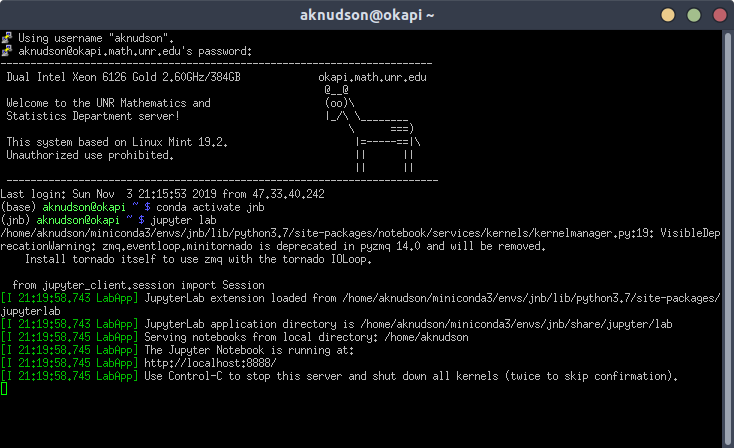 aknudson@okapi ~
Using username "aknudson".
aknudson@okapi.math.unr.edu's password:
-----------------------------------------------------------------------
 Dual Intel Xeon 6126 Gold 2.60GHz/384GB             okapi.math.unr.edu
                                                      @__@
 Welcome to the UNR Mathematics and                   (oo)\
 Statistics Department server!                        |_/\ \________
                                                          \      ===)
 This system based on Linux Mint 19.2.                     |=-----==|\
 Unauthorized use prohibited.                              ||      ||
                                                           ||      ||
 -----------------------------------------------------------------------
Last login: Sun Nov  3 21:15:53 2019 from 47.33.40.242
(base) aknudson@okapi ~ $ conda activate jnb
(jnb) aknudson@okapi ~ $ jupyter lab
/home/aknudson/miniconda3/envs/jnb/lib/python3.7/site-packages/notebook/services/kernels/kernelmanager.py:19: VisibleDep
recationWarning: zmq.eventloop.minitornado is deprecated in pyzmq 14.0 and will be removed.
    Install tornado itself to use zmq with the tornado IOLoop.
  from jupyter_client.session import Session
[I 21:19:58.743 LabApp] JupyterLab extension loaded from /home/aknudson/miniconda3/envs/jnb/lib/python3.7/site-packages/
jupyterlab
[I 21:19:58.743 LabApp] JupyterLab application directory is /home/aknudson/miniconda3/envs/jnb/share/jupyter/lab
[I 21:19:58.745 LabApp] Serving notebooks from local directory: /home/aknudson
[I 21:19:58.745 LabApp] The Jupyter Notebook is running at:
[I 21:19:58.745 LabApp] http://localhost:8888/
[I 21:19:58.745 LabApp] Use Control-C to stop this server and shut down all kernels (twice to skip confirmation).